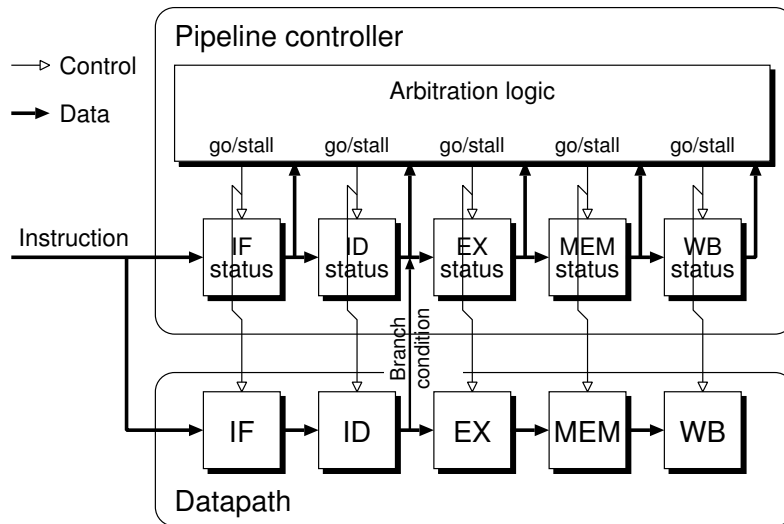 Pipeline controller
Control
Data
Arbitration logic
go/stall go/stall go/stall go/stall go/stall
Instruction
IF
status
ID
status
EX
status
MEM
status
WB
status
Branch
condition
IF ID EX MEM WB
Datapath